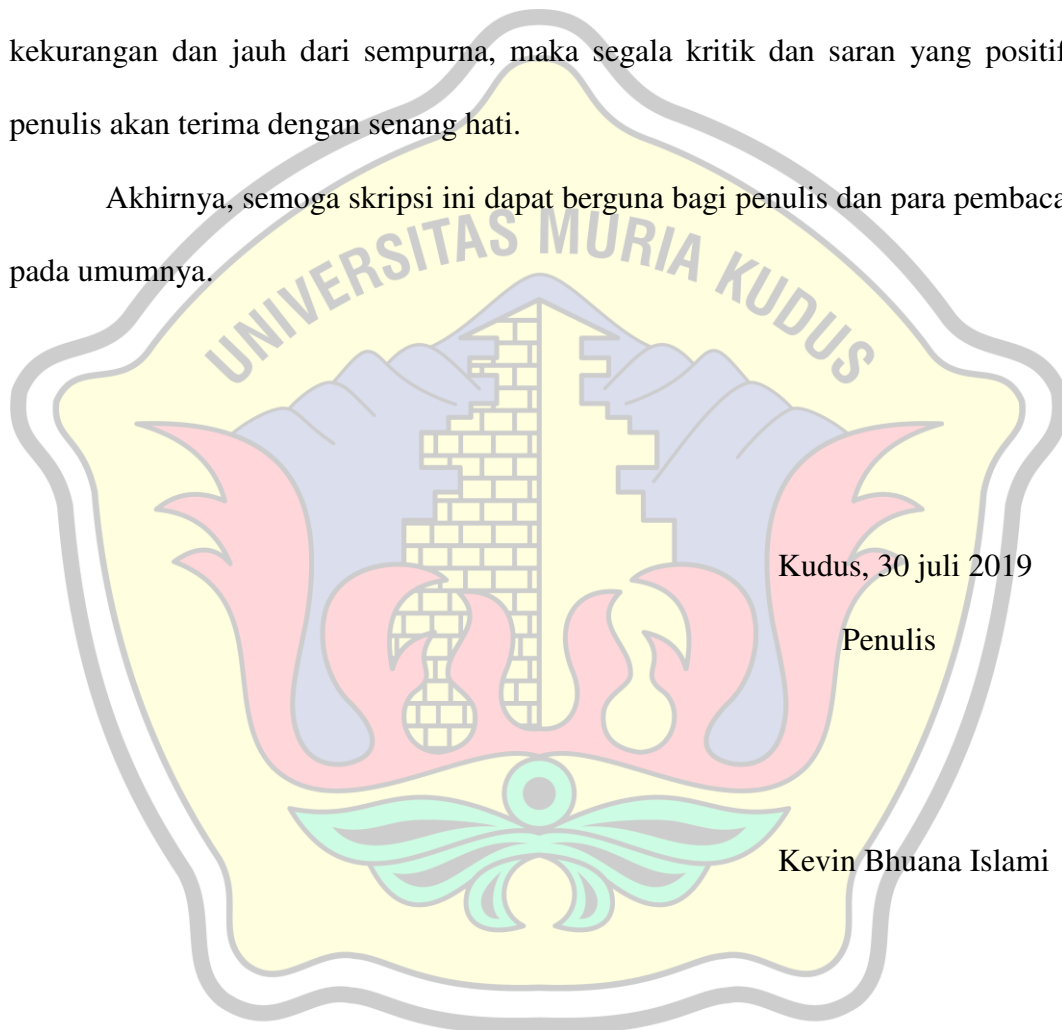 kekurangan dan jauh dari sempurna, maka segala kritik dan saran yang positif
penulis akan terima dengan senang hati.
Akhirnya, semoga skripsi ini dapat berguna bagi penulis dan para pembaca
pada umumnya.
UNIVERSITAS MURIA KUDUS
Kudus, 30 juli 2019
Penulis
Kevin Bhuana Islami